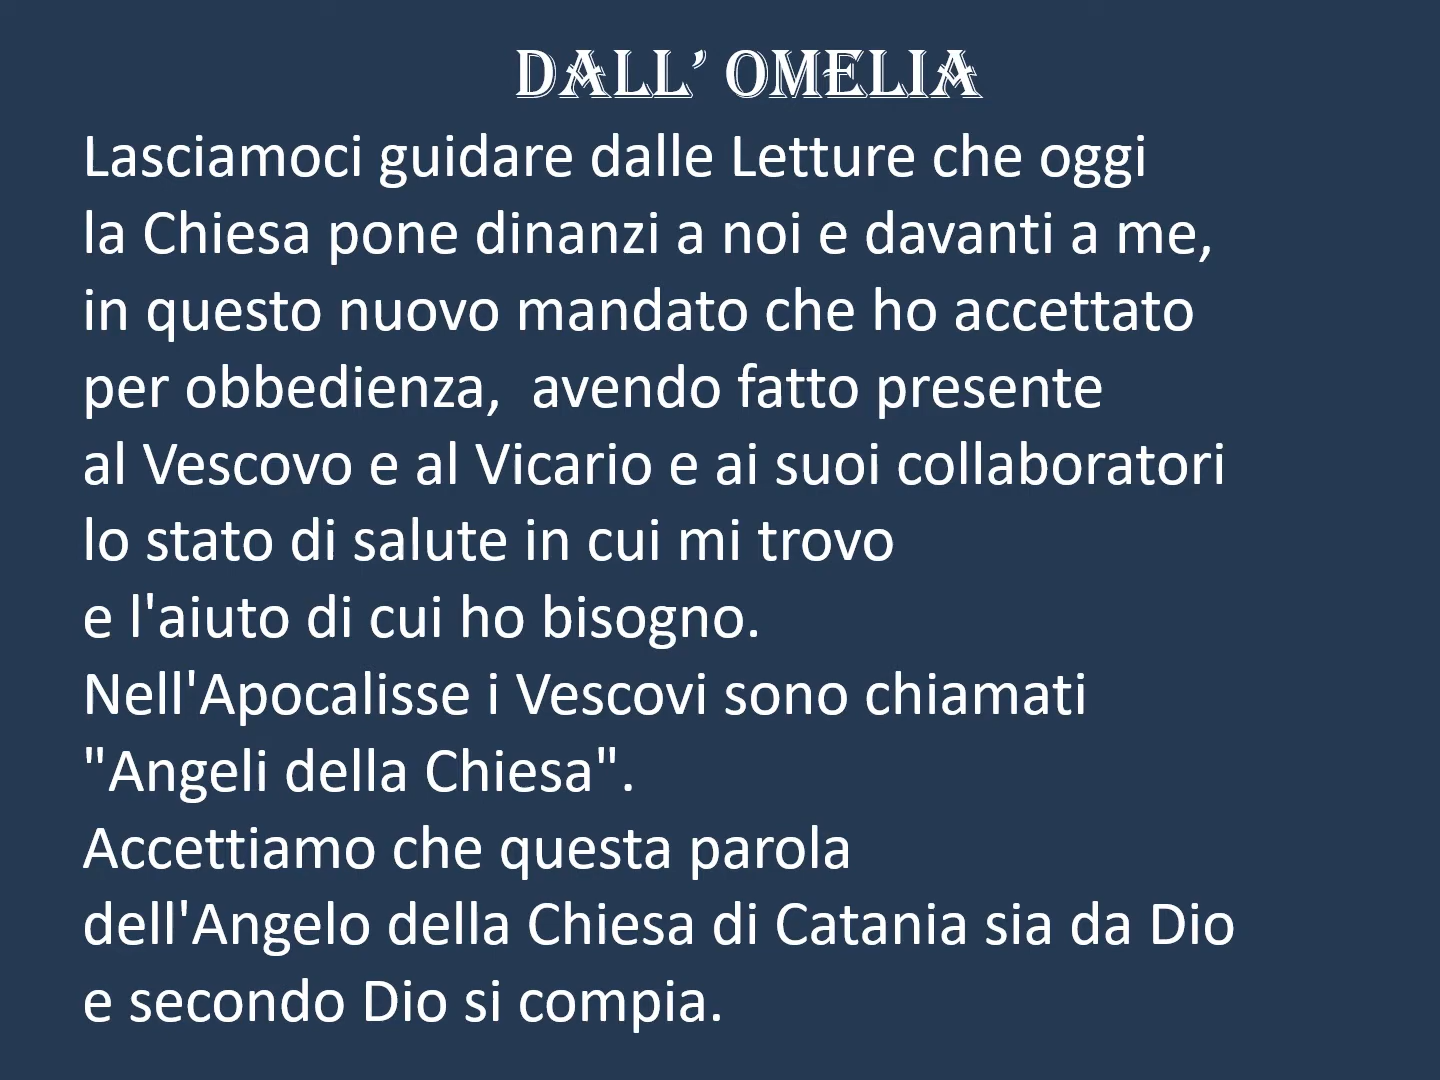 DALL’ OMELIA
Lasciamoci guidare dalle Letture che oggi
la Chiesa pone dinanzi a noi e davanti a me,
in questo nuovo mandato che ho accettato
per obbedienza,  avendo fatto presente
al Vescovo e al Vicario e ai suoi collaboratori
lo stato di salute in cui mi trovo
e l'aiuto di cui ho bisogno.
Nell'Apocalisse i Vescovi sono chiamati
"Angeli della Chiesa".
Accettiamo che questa parola
dell'Angelo della Chiesa di Catania sia da Dio
e secondo Dio si compia.